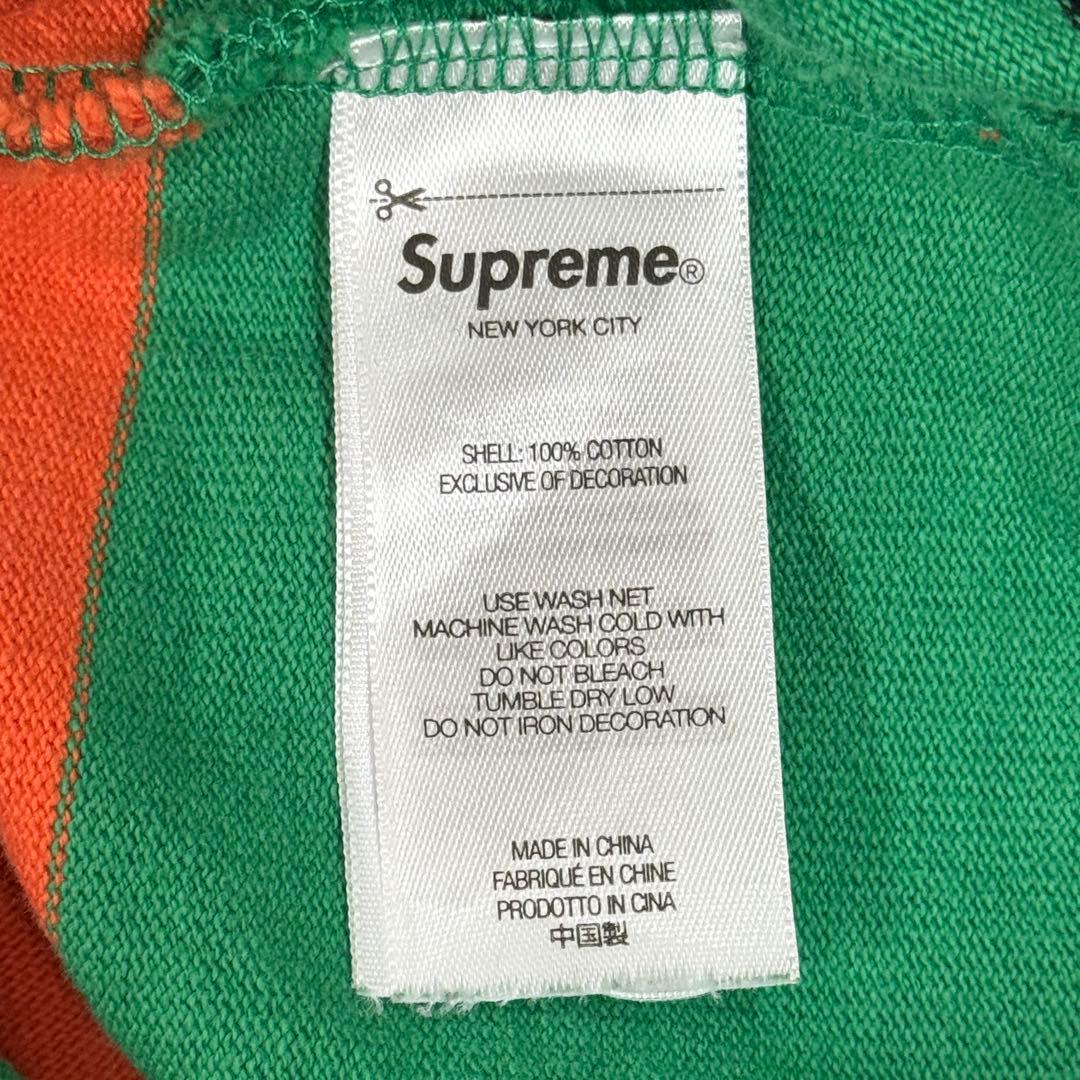 Supreme®
NEW YORK CITY
SHELL: 100% COTTON
EXCLUSIVE OF DECORATION
USE WASH NET
MACHINE WASH COLD WITH
LIKE COLORS
DO NOT BLEACH
TUMBLE DRY LOW
DO NOT IRON DECORATION
MADE IN CHINA
FABRIQUÉ EN CHINE
PRODOTTO IN CINA
中国製